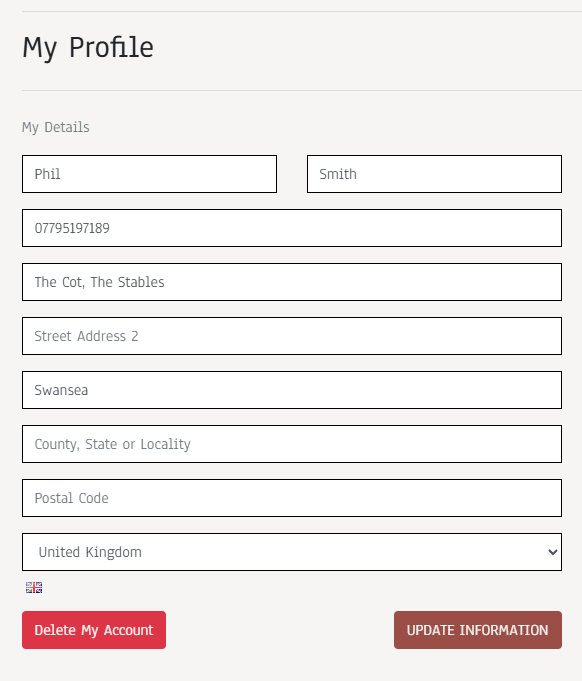 My Profile
My Details
Phil
Smith
07795197189
The Cot, The Stables
Street Address 2
Swansea
County, State or Locality
Postal Code
United Kingdom
Delete My Account
UPDATE INFORMATION